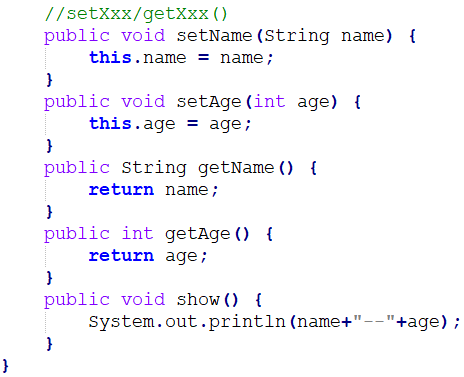 //setXxx/getXxx()
public void setName(String name) {
this.name = name;
}
public void setAge(int age) {
this.age = age;
}
public String getName() {
return name;
}
public int getAge() {
return age;
}
public void show() {
System.out.println(name+"--"+age);
}
}